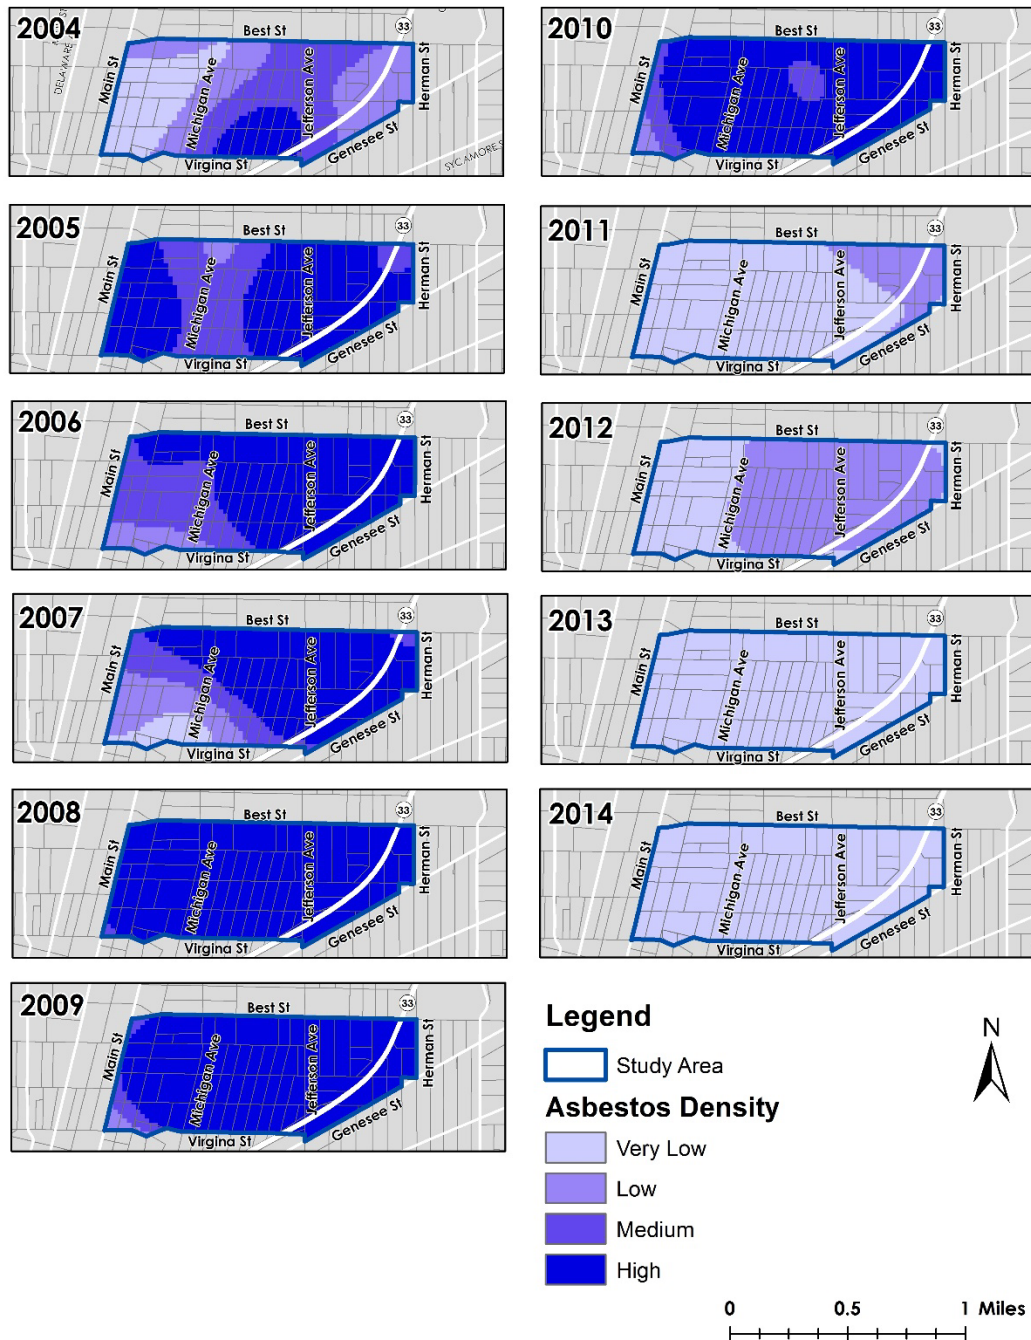 2004
MAIN ST
DELAWARE
Best St
33
Main St
Michigan Ave
Jefferson Ave
Herman St
Virgina St
Genesee St
SYCAMORE S
2005
Best St
33
Main St
Michigan Ave
Jefferson Ave
Herman St
Virgina St
Genesee St
2006
Best St
33
Main St
Michigan Ave
Jefferson Ave
Herman St
Virgina St
Genesee St
2007
Best St
33
Main St
Michigan Ave
Jefferson Ave
Herman St
Virgina St
Genesee St
2008
Best St
33
Main St
Michigan Ave
Jefferson Ave
Herman St
Virgina St
Genesee St
2009
Best St
33
Main St
Michigan Ave
Jefferson Ave
Herman St
Virgina St
Genesee St
2010
Best St
33
Main St
Michigan Ave
Jefferson Ave
Herman St
Virgina St
Genesee St
2011
Best St
33
Main St
Michigan Ave
Jefferson Ave
Herman St
Virgina St
Genesee St
2012
Best St
33
Main St
Michigan Ave
Jefferson Ave
Herman St
Virgina St
Genesee St
2013
Best St
33
Main St
Michigan Ave
Jefferson Ave
Herman St
Virgina St
Genesee St
2014
Best St
33
Main St
Michigan Ave
Jefferson Ave
Herman St
Virgina St
Genesee St
Legend
Study Area
Asbestos Density
Very Low
Low
Medium
High
N
0 0.5 1 Miles